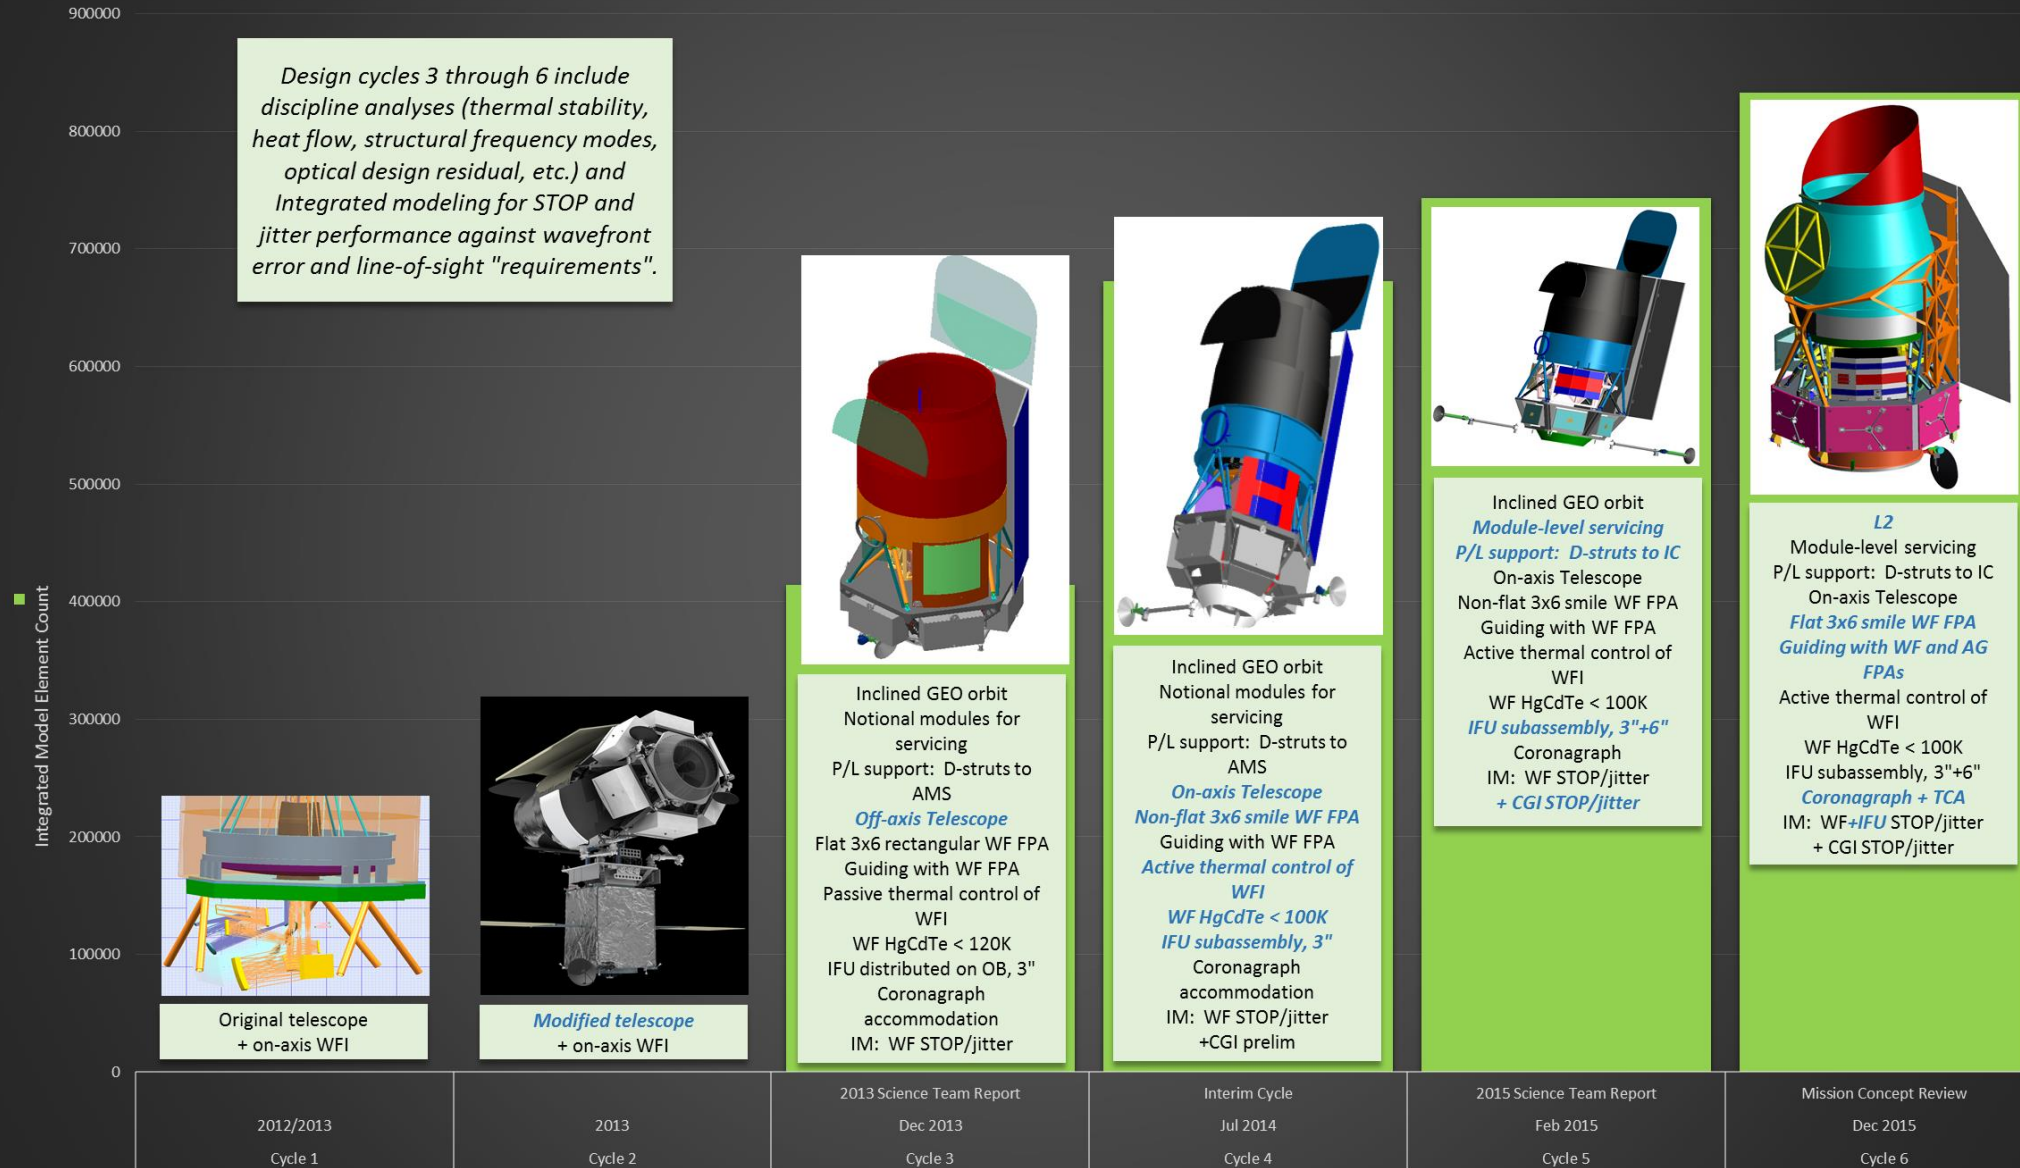 900000
800000
700000
600000
500000
400000
300000
200000
100000
0
Integrated Model Element Count
Design cycles 3 through 6 include
discipline analyses (thermal stability,
heat flow, structural frequency modes,
optical design residual, etc.) and
Integrated modeling for STOP and
jitter performance against wavefront
error and line-of-sight "requirements".
Original telescope
+ on-axis WFI
Modified telescope
+ on-axis WFI
Inclined GEO orbit
Notional modules for
servicing
P/L support: D-struts to
AMS
Off-axis Telescope
Flat 3x6 rectangular WF FPA
Guiding with WF FPA
Passive thermal control of
WFI
WF HgCdTe < 120K
IFU distributed on OB, 3"
Coronagraph
accommodation
IM: WF STOP/jitter
Inclined GEO orbit
Notional modules for
servicing
P/L support: D-struts to
AMS
On-axis Telescope
Non-flat 3x6 smile WF FPA
Guiding with WF FPA
Active thermal control of
WFI
WF HgCdTe < 100K
IFU subassembly, 3"
Coronagraph
accommodation
IM: WF STOP/jitter
+CGI prelim
Inclined GEO orbit
Module-level servicing
P/L support: D-struts to IC
On-axis Telescope
Non-flat 3x6 smile WF FPA
Guiding with WF FPA
Active thermal control of
WFI
WF HgCdTe < 100K
IFU subassembly, 3"+6"
Coronagraph
IM: WF STOP/jitter
+ CGI STOP/jitter
L2
Module-level servicing
P/L support: D-struts to IC
On-axis Telescope
Flat 3x6 smile WF FPA
Guiding with WF and AG
FPAs
Active thermal control of
WFI
WF HgCdTe < 100K
IFU subassembly, 3"+6"
Coronagraph + TCA
IM: WF+IFU STOP/jitter
+ CGI STOP/jitter
2012/2013
Cycle 1
2013
Cycle 2
2013 Science Team Report
Dec 2013
Cycle 3
Interim Cycle
Jul 2014
Cycle 4
2015 Science Team Report
Feb 2015
Cycle 5
Mission Concept Review
Dec 2015
Cycle 6